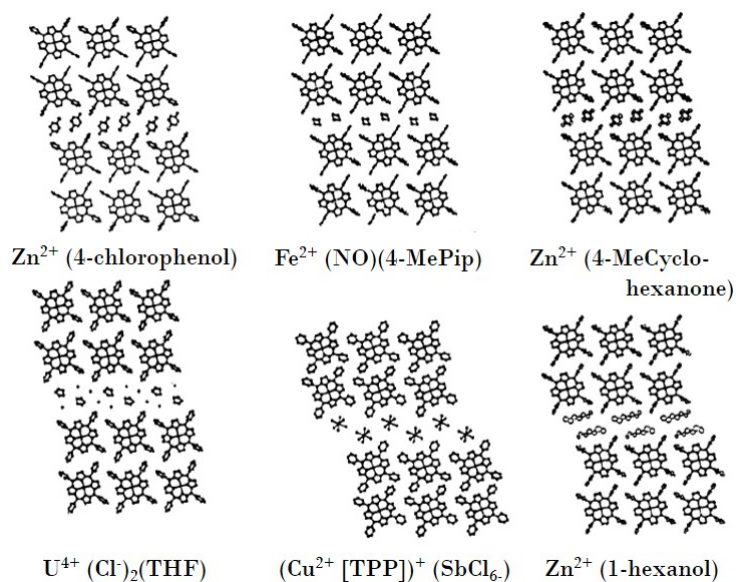 Zn²⁺ (4-chlorophenol)
Fe²⁺ (NO)(4-MePip)
Zn²⁺ (4-MeCyclo-
hexanone)
U⁴⁺ (Cl⁻)₂(THF)
(Cu²⁺ [TPP])⁺ (SbCl₆₋)
Zn²⁺ (1-hexanol)